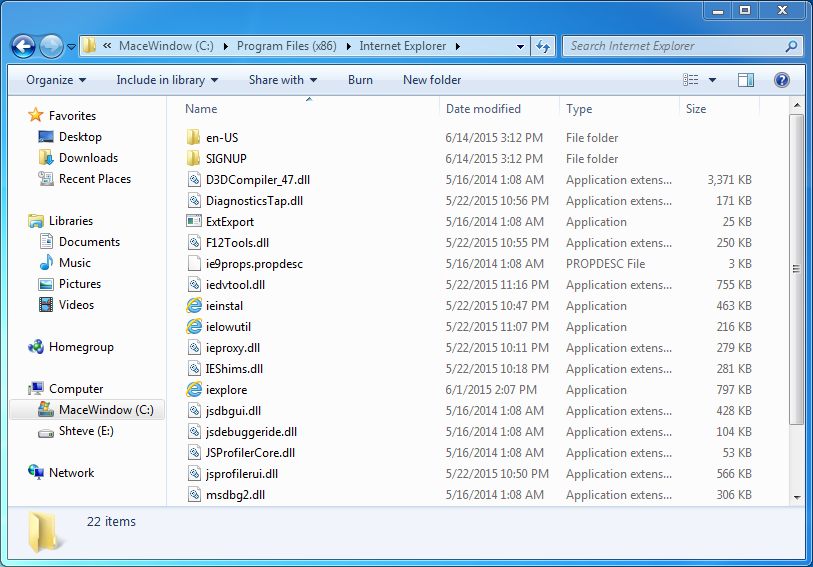 « MaceWindow (C:) Program Files (x86) Internet Explorer
Search Internet Explorer
Organize Include in library Share with Burn New folder
Favorites
Desktop
Downloads
Recent Places
Libraries
Documents
Music
Pictures
Videos
Homegroup
Computer
MaceWindow (C:)
Shteve (E:)
Network
Name Date modified Type Size
en-US 6/14/2015 3:12 PM File folder
SIGNUP 6/14/2015 3:12 PM File folder
D3DCompiler_47.dll 5/16/2014 1:08 AM Application extens... 3,371 KB
DiagnosticsTap.dll 5/22/2015 10:56 PM Application extens... 171 KB
ExtExport 5/16/2014 1:08 AM Application 25 KB
F12Tools.dll 5/22/2015 10:55 PM Application extens... 250 KB
ie9props.propdesc 5/16/2014 1:08 AM PROPDESC File 3 KB
iedvtool.dll 5/22/2015 11:16 PM Application extens... 755 KB
ieinstal 5/22/2015 10:47 PM Application 463 KB
ielowutil 5/22/2015 11:07 PM Application 216 KB
ieproxy.dll 5/22/2015 10:11 PM Application extens... 279 KB
IEShims.dll 5/22/2015 10:18 PM Application extens... 281 KB
iexplore 6/1/2015 2:07 PM Application 797 KB
jsdbgui.dll 5/16/2014 1:08 AM Application extens... 428 KB
jsdebuggeride.dll 5/16/2014 1:08 AM Application extens... 104 KB
JSProfilerCore.dll 5/16/2014 1:08 AM Application extens... 53 KB
jsprofilerui.dll 5/22/2015 10:50 PM Application extens... 566 KB
msdbg2.dll 5/16/2014 1:08 AM Application extens... 306 KB
22 items